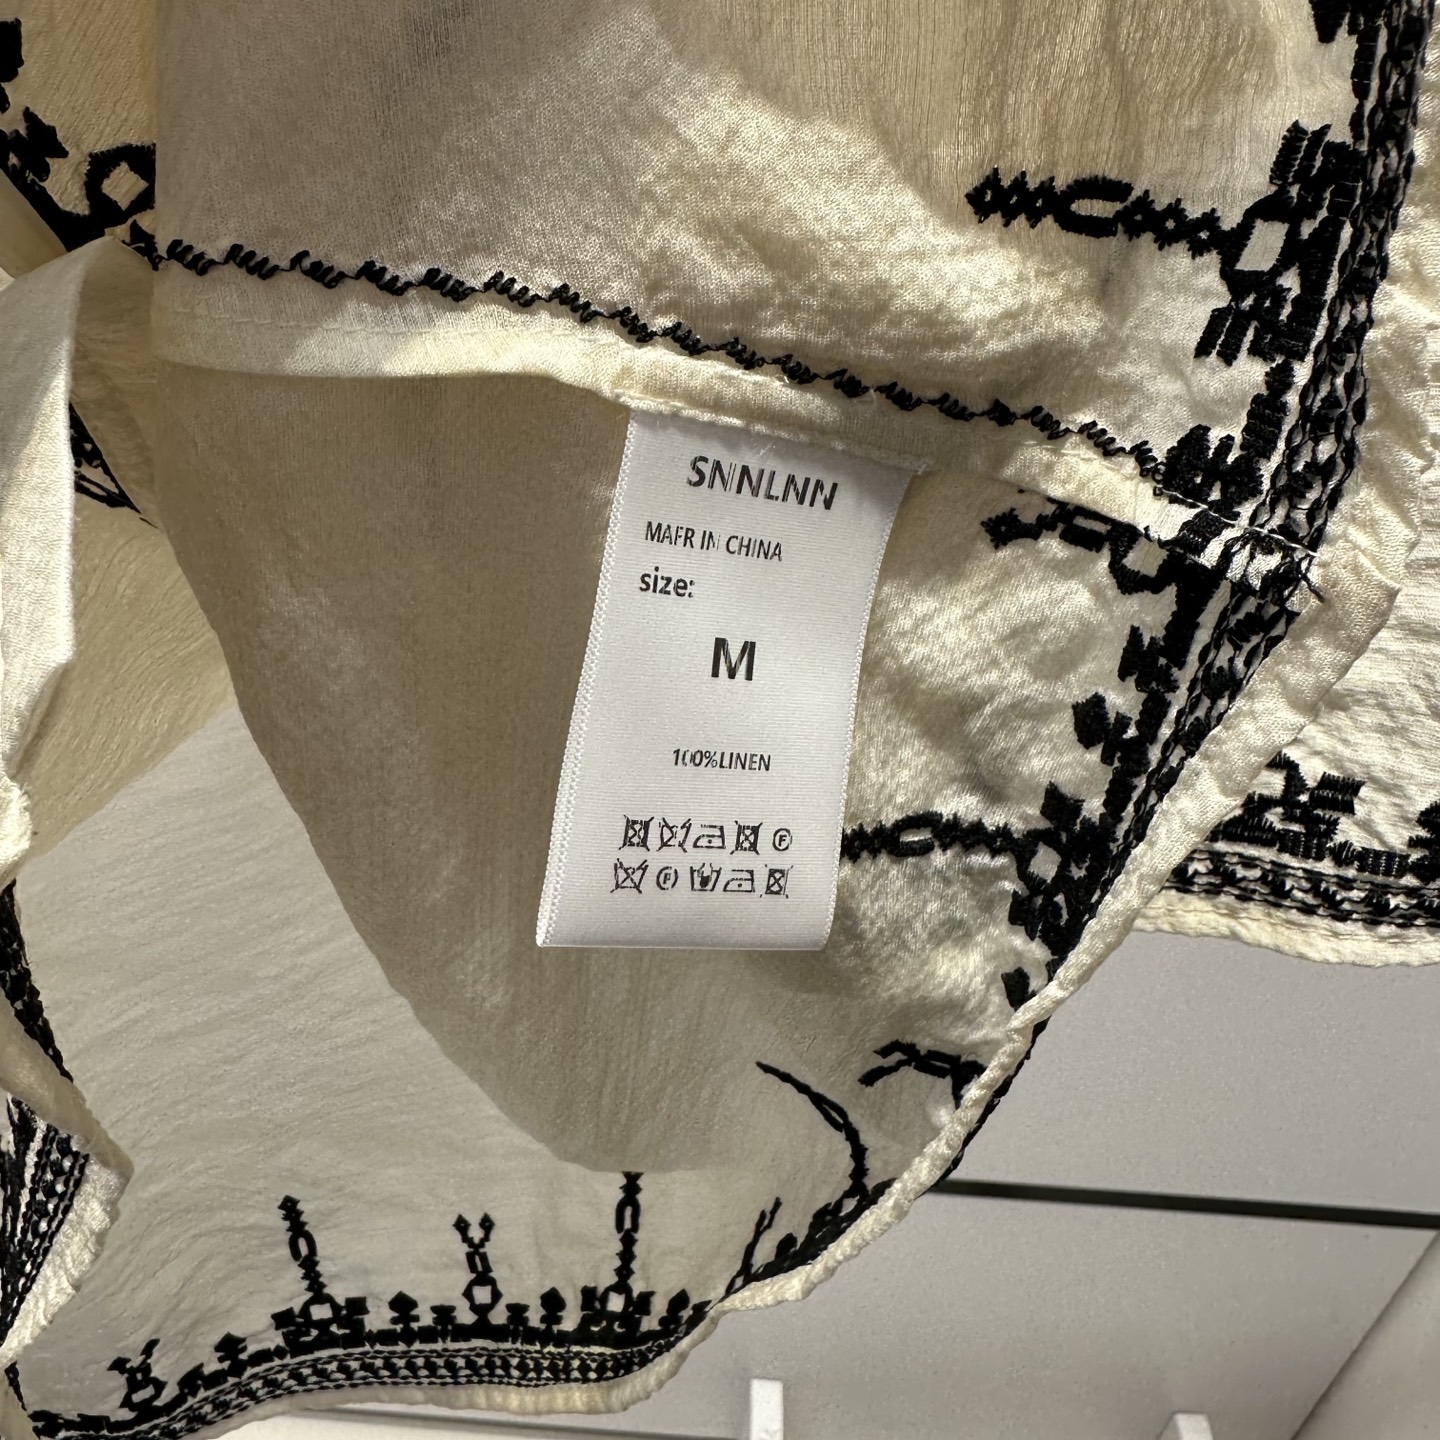 SNNLNN
MAFR IN CHINA
size:
M
100%LINEN
F
F